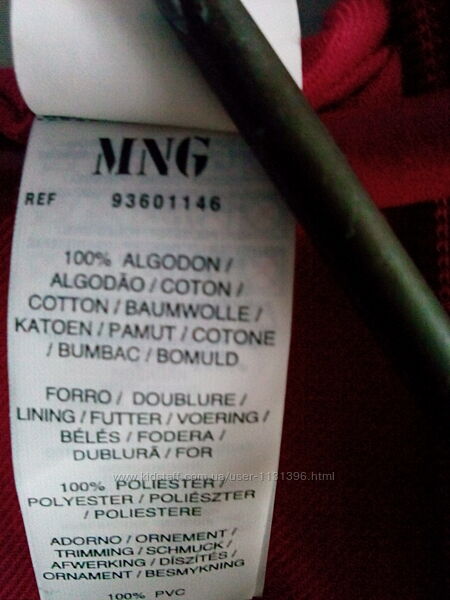 MNG
REF 93601146
100% ALGODON /
ALGODÃO / COTON /
COTTON / BAUMWOLLE /
KATOEN / PAMUT / COTONE
/ BUMBAC / BOMULD
FORRO / DOUBLURE /
LINING / FUTTER / VOERING /
BÉLÉS / FODERA /
DUBLURĂ / FOR
100% POLIESTER /
www.kidstaff.com.ua/user-1131396.html
POLYESTER / POLIÉSZTER
/ POLIESTERE
ADORNO / ORNEMENT /
TRIMMING / SCHMUCK /
AFWERKING / DÍSZÍTÉS /
ORNAMENT / BESMYKNING
100% PVC